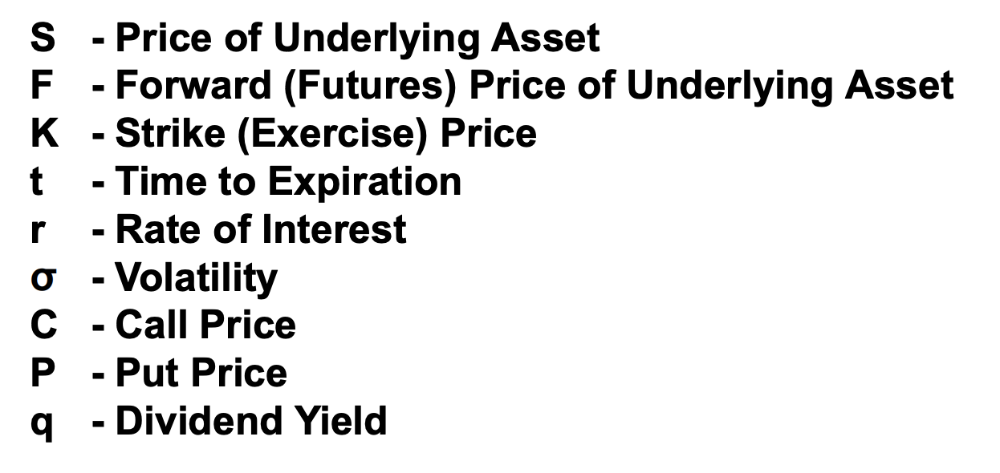 S - Price of Underlying Asset
F - Forward (Futures) Price of Underlying Asset
K - Strike (Exercise) Price
t - Time to Expiration
r - Rate of Interest
σ - Volatility
C - Call Price
P - Put Price
q - Dividend Yield